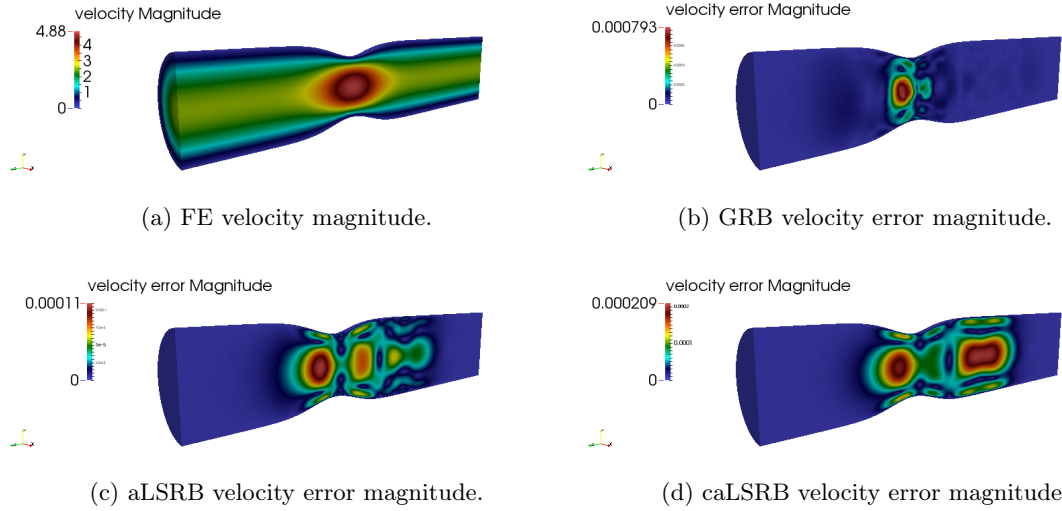 velocity Magnitude
4.88
4
3
2
1
0
(a) FE velocity magnitude.
velocity error Magnitude
0.000793
0
(b) GRB velocity error magnitude.
velocity error Magnitude
0.00011
0
(c) aLSRB velocity error magnitude.
velocity error Magnitude
0.000209
0.0002
0.0001
0
(d) caLSRB velocity error magnitude